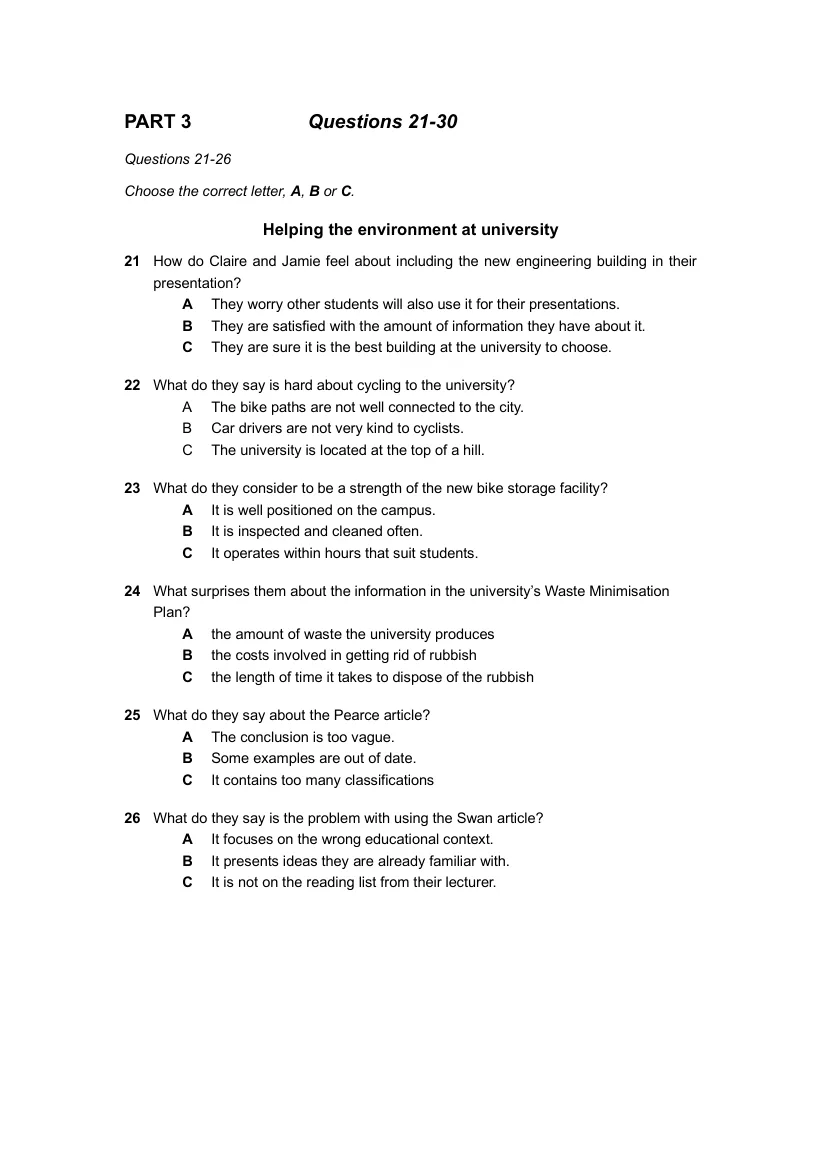 PART 3 Questions 21-30
Questions 21-26
Choose the correct letter, A, B or C.
Helping the environment at university
21 How do Claire and Jamie feel about including the new engineering building in their
presentation?
A They worry other students will also use it for their presentations.
B They are satisfied with the amount of information they have about it.
C They are sure it is the best building at the university to choose.
22 What do they say is hard about cycling to the university?
A The bike paths are not well connected to the city.
B Car drivers are not very kind to cyclists.
C The university is located at the top of a hill.
23 What do they consider to be a strength of the new bike storage facility?
A It is well positioned on the campus.
B It is inspected and cleaned often.
C It operates within hours that suit students.
24 What surprises them about the information in the university’s Waste Minimisation
Plan?
A the amount of waste the university produces
B the costs involved in getting rid of rubbish
C the length of time it takes to dispose of the rubbish
25 What do they say about the Pearce article?
A The conclusion is too vague.
B Some examples are out of date.
C It contains too many classifications
26 What do they say is the problem with using the Swan article?
A It focuses on the wrong educational context.
B It presents ideas they are already familiar with.
C It is not on the reading list from their lecturer.